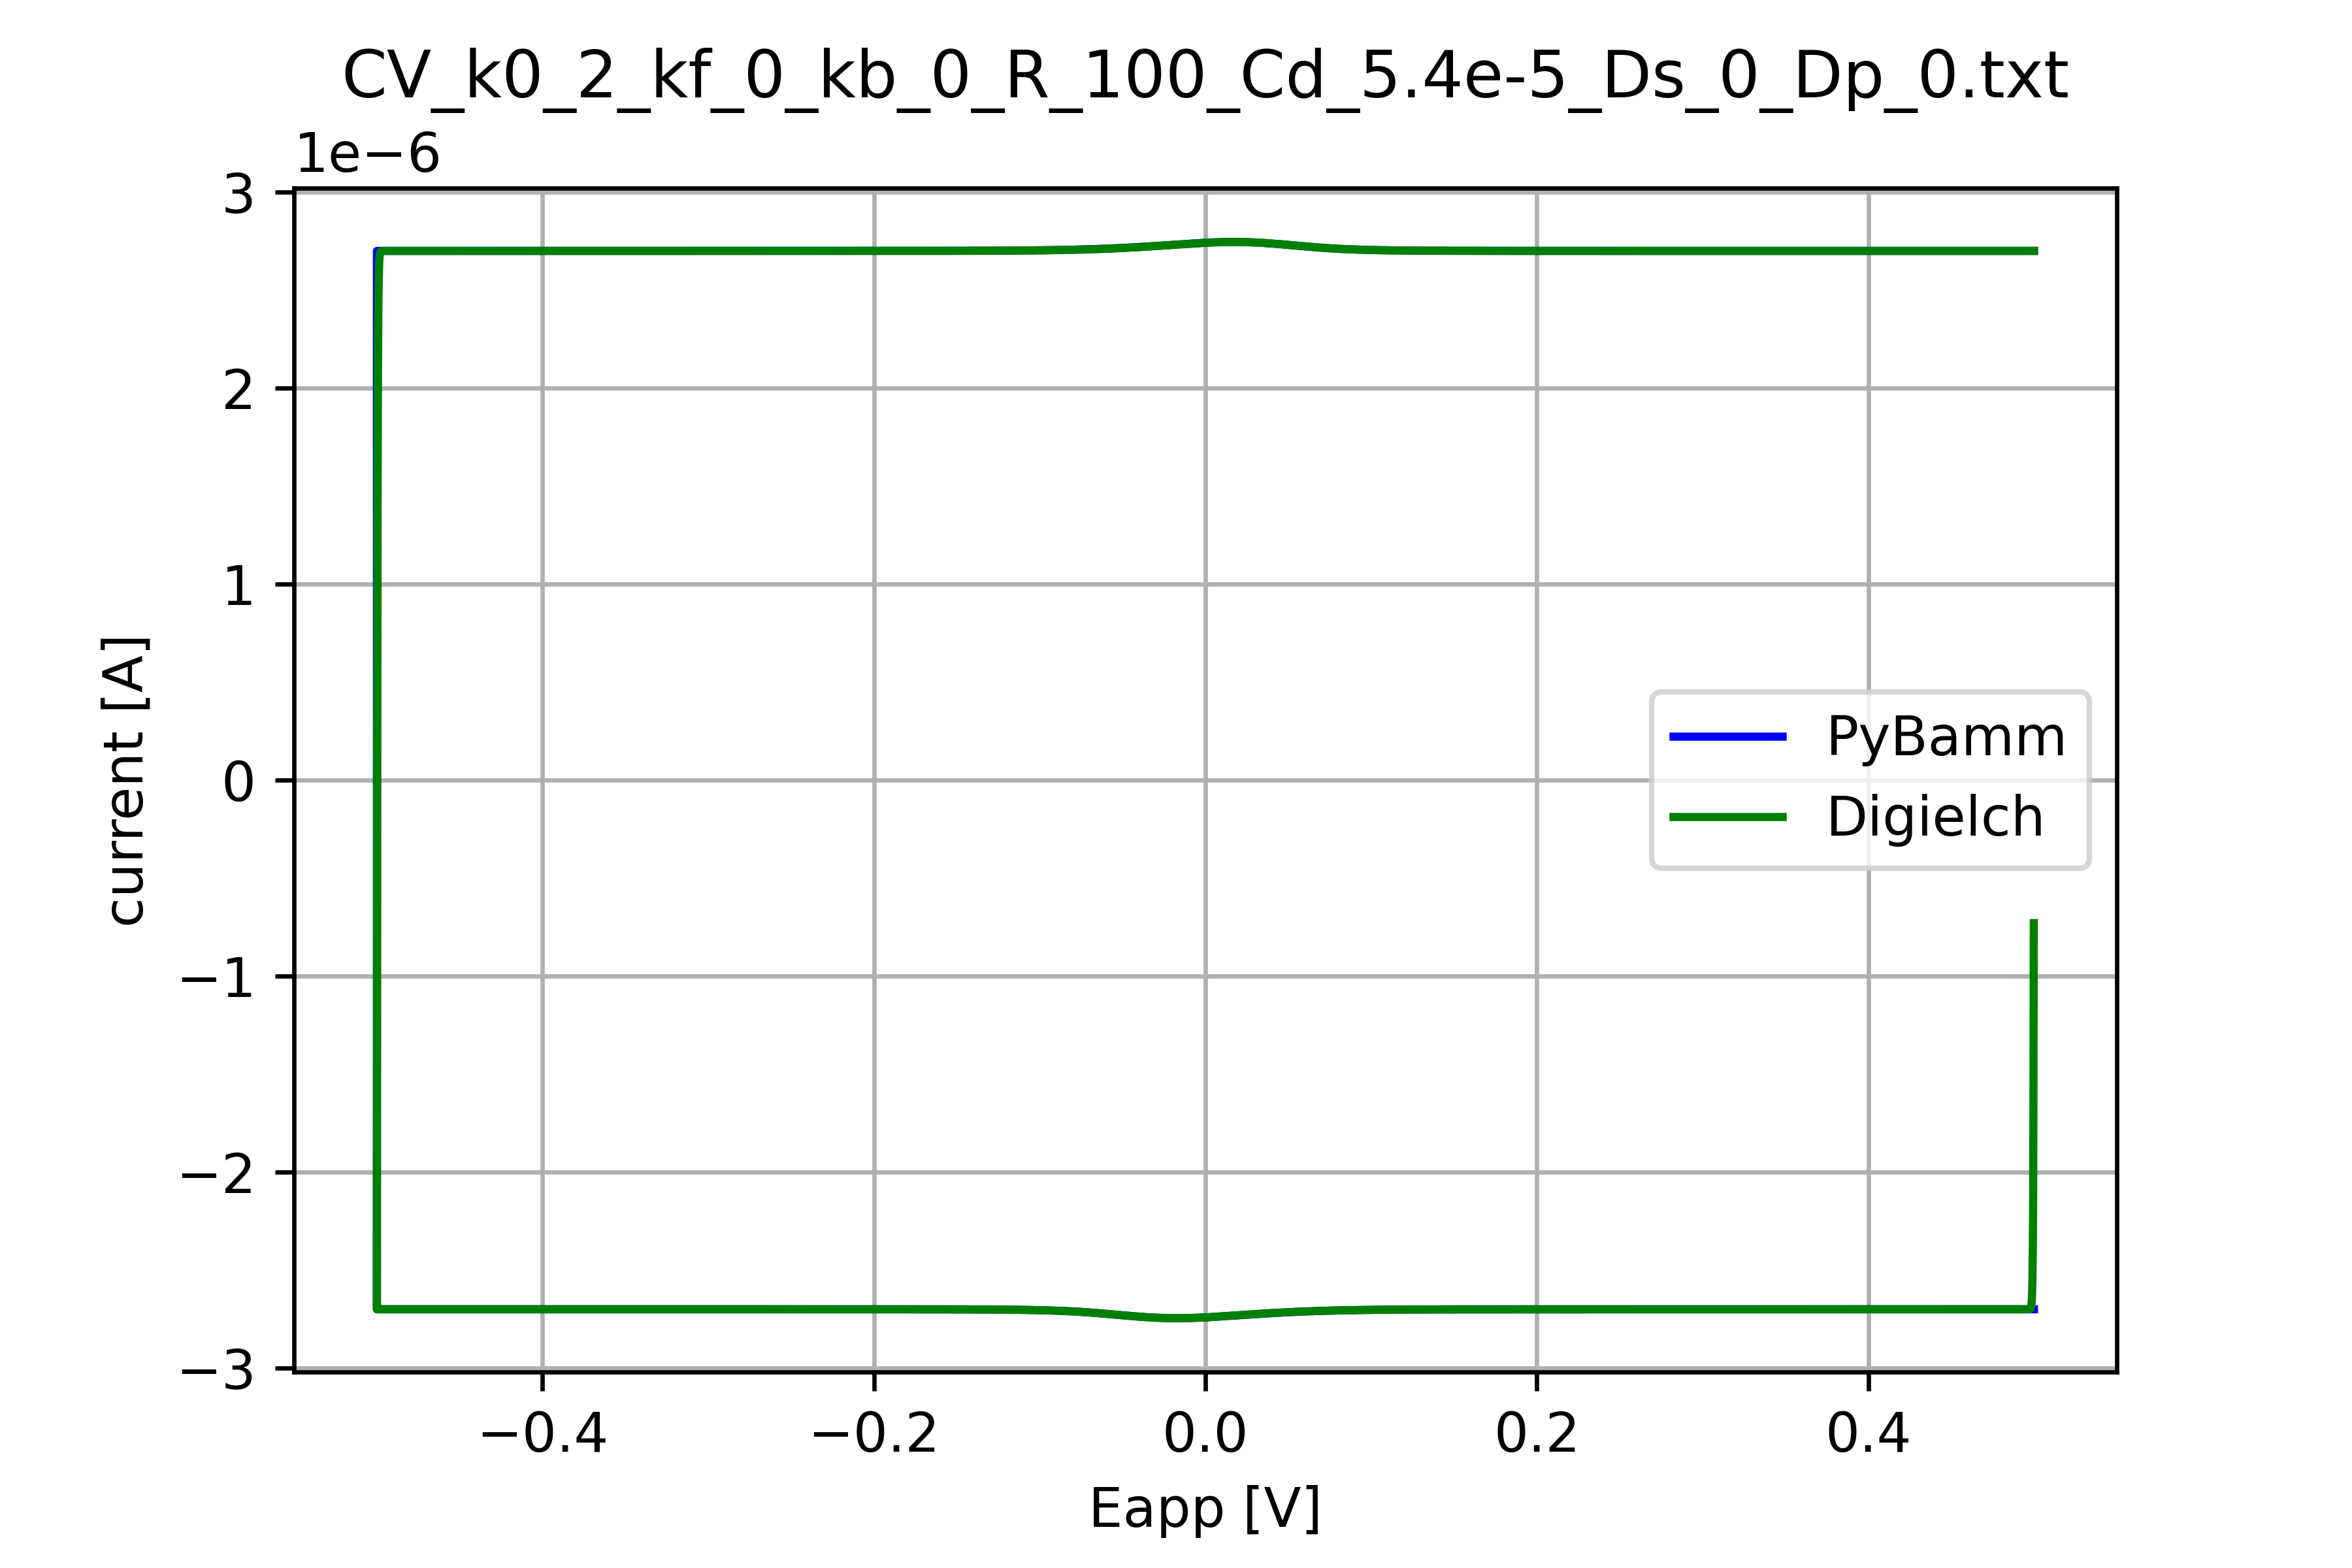 CV_k0_2_kf_0_kb_0_R_100_Cd_5.4e-5_Ds_0_Dp_0.txt
1e−6
3
2
1
0
−1
−2
−3
current [A]
PyBamm
Digielch
−0.4 −0.2 0.0 0.2 0.4
Eapp [V]